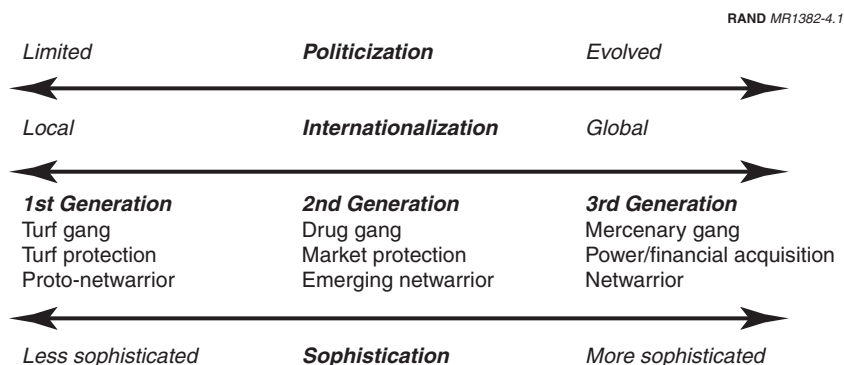 RAND MR1382-4.1
Limited Politicization Evolved
Local Internationalization Global
1st Generation 2nd Generation 3rd Generation
Turf gang Drug gang Mercenary gang
Turf protection Market protection Power/financial acquisition
Proto-netwarrior Emerging netwarrior Netwarrior
Less sophisticated Sophistication More sophisticated